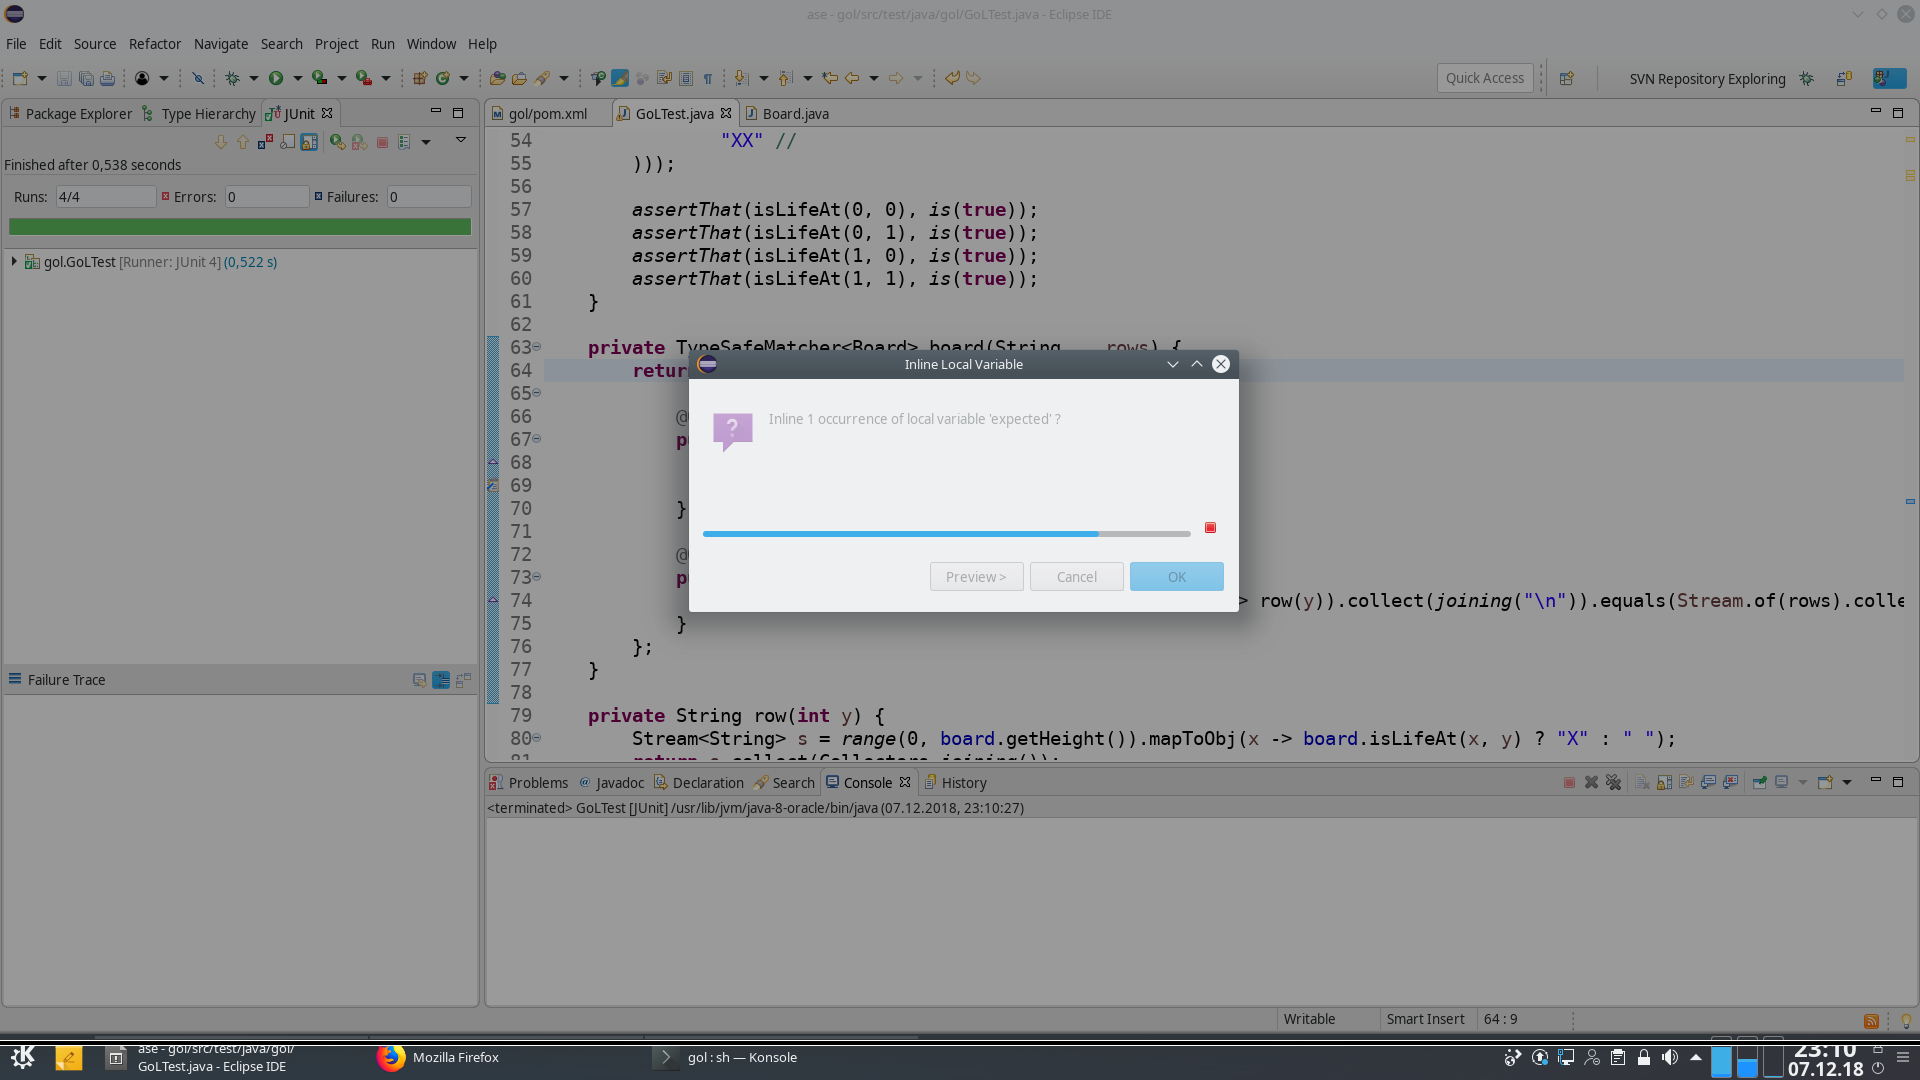 ase - gol/src/test/java/gol/GoLTest.java - Eclipse IDE
File Edit Source Refactor Navigate Search Project Run Window Help
Quick Access
SVN Repository Exploring
Package Explorer Type Hierarchy JUnit
Finished after 0,538 seconds
Runs: 4/4 Errors: 0 Failures: 0
gol.GoLTest [Runner: JUnit 4] (0,522 s)
Failure Trace
gol/pom.xml GoLTest.java Board.java
54 "XX" //
55 )));
56
57 assertThat(isLifeAt(0, 0), is(true));
58 assertThat(isLifeAt(0, 1), is(true));
59 assertThat(isLifeAt(1, 0), is(true));
60 assertThat(isLifeAt(1, 1), is(true));
61 }
62
63 private TypeSafeMatcher<Board> board(String... rows) {
64 retur
65
66 @
67 p
68
69
70 }
71
72 @
73 p
74 > row(y)).collect(joining("\n")).equals(Stream.of(rows).colle
75 }
76 };
77 }
78
79 private String row(int y) {
80 Stream<String> s = range(0, board.getHeight()).mapToObj(x -> board.isLifeAt(x, y) ? "X" : " ");
81 return s.collect(Collectors.joining());
Inline Local Variable
Inline 1 occurrence of local variable 'expected' ?
Preview > Cancel OK
Problems Javadoc Declaration Search Console History
<terminated> GoLTest [JUnit] /usr/lib/jvm/java-8-oracle/bin/java (07.12.2018, 23:10:27)
Writable Smart Insert 64 : 9
ase - gol/src/test/java/gol/
GoLTest.java - Eclipse IDE
Mozilla Firefox
gol : sh — Konsole
23:10
07.12.18